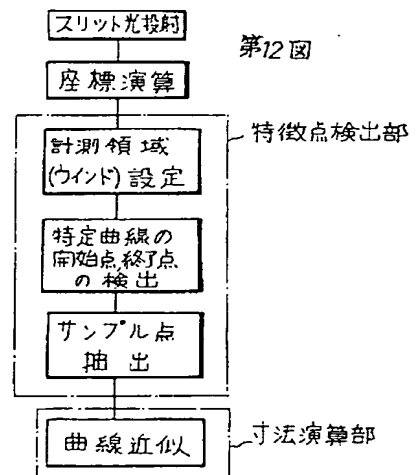 スリット光投射
第12図
座標演算
特徴点検出部
計測領域
(ウインド)設定
特定曲線の
開始点,終了点
の検出
サンプル点
抽出
寸法演算部
曲線近似